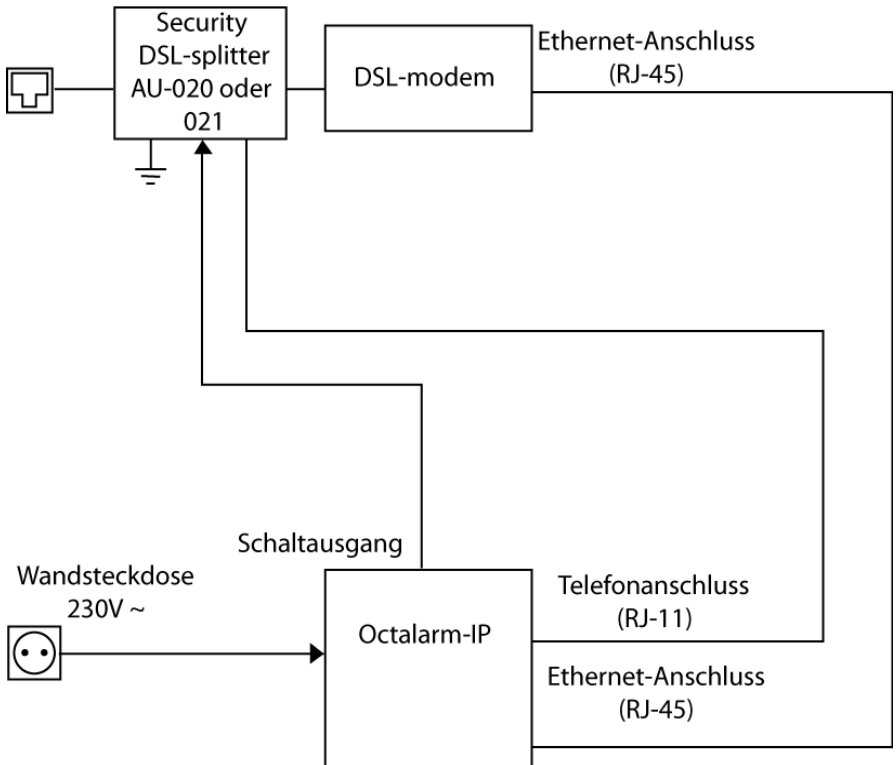 Security
DSL-splitter
AU-020 oder
021
DSL-modem
Ethernet-Anschluss
(RJ-45)
Schaltausgang
Wandsteckdose
230V ~
Octalarm-IP
Telefonanschluss
(RJ-11)
Ethernet-Anschluss
(RJ-45)